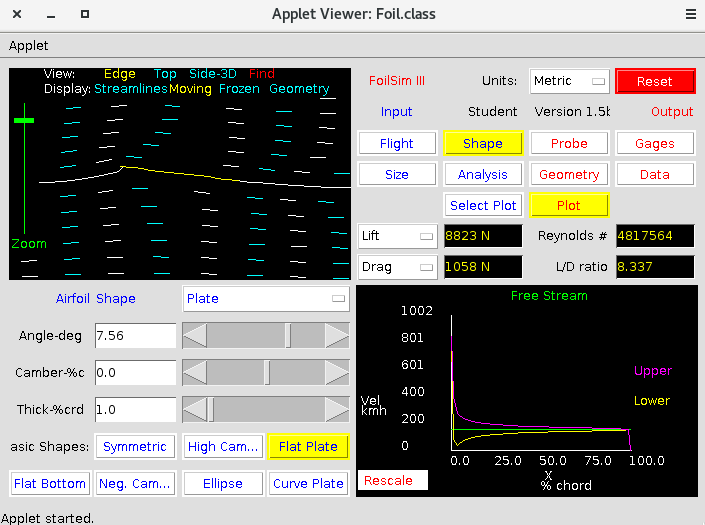 Applet Viewer: Foil.class
Applet
View: Edge Top Side-3D Find
Display: Streamlines Moving Frozen Geometry
Zoom
FoilSim III Units: Metric Reset
Input Student Version 1.5b Output
Flight Shape Probe Gages
Size Analysis Geometry Data
Select Plot Plot
Lift 8823 N Reynolds # 4817564
Drag 1058 N L/D ratio 8.337
Airfoil Shape Plate
Angle-deg 7.56
Camber-%c 0.0
Thick-%crd 1.0
asic Shapes: Symmetric High Cam... Flat Plate
Flat Bottom Neg. Cam... Ellipse Curve Plate
Free Stream
1002
801
601
400
200
0
Vel
kmh
Upper
Lower
0.0 25.0 50.0 75.0 100.0
X
% chord
Rescale
Applet started.